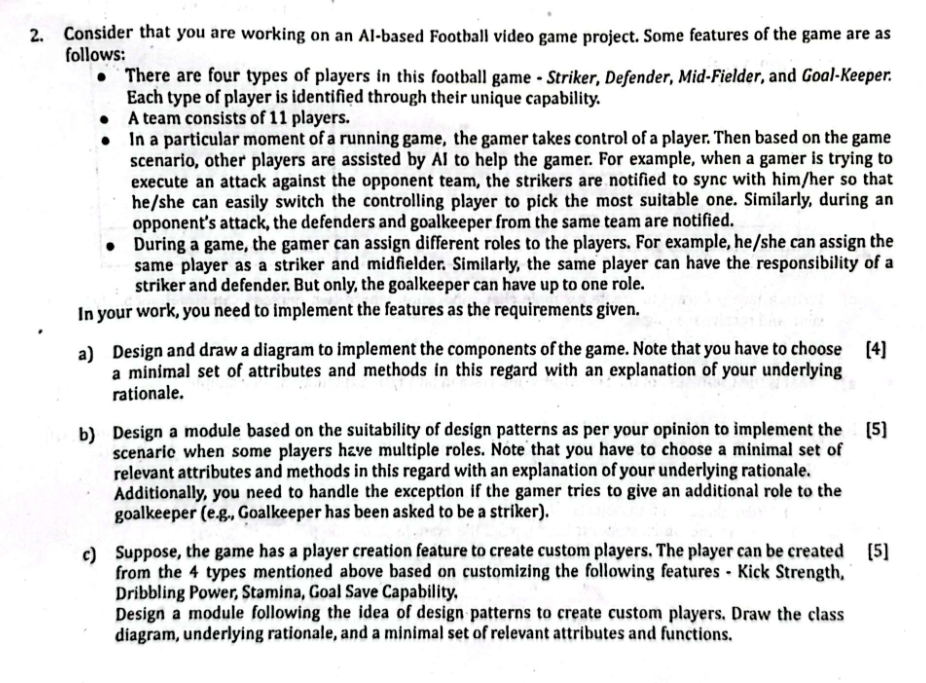 2. Consider that you are working on an AI-based Football video game project. Some features of the game are as
follows:
• There are four types of players in this football game - Striker, Defender, Mid-Fielder, and Goal-Keeper.
Each type of player is identified through their unique capability.
• A team consists of 11 players.
• In a particular moment of a running game, the gamer takes control of a player. Then based on the game
scenario, other players are assisted by AI to help the gamer. For example, when a gamer is trying to
execute an attack against the opponent team, the strikers are notified to sync with him/her so that
he/she can easily switch the controlling player to pick the most suitable one. Similarly, during an
opponent's attack, the defenders and goalkeeper from the same team are notified.
• During a game, the gamer can assign different roles to the players. For example, he/she can assign the
same player as a striker and midfielder. Similarly, the same player can have the responsibility of a
striker and defender. But only, the goalkeeper can have up to one role.
In your work, you need to implement the features as the requirements given.
a) Design and draw a diagram to implement the components of the game. Note that you have to choose [4]
a minimal set of attributes and methods in this regard with an explanation of your underlying
rationale.
b) Design a module based on the suitability of design patterns as per your opinion to implement the [5]
scenario when some players have multiple roles. Note that you have to choose a minimal set of
relevant attributes and methods in this regard with an explanation of your underlying rationale.
Additionally, you need to handle the exception if the gamer tries to give an additional role to the
goalkeeper (e.g., Goalkeeper has been asked to be a striker).
c) Suppose, the game has a player creation feature to create custom players. The player can be created [5]
from the 4 types mentioned above based on customizing the following features - Kick Strength,
Dribbling Power, Stamina, Goal Save Capability.
Design a module following the idea of design patterns to create custom players. Draw the class
diagram, underlying rationale, and a minimal set of relevant attributes and functions.